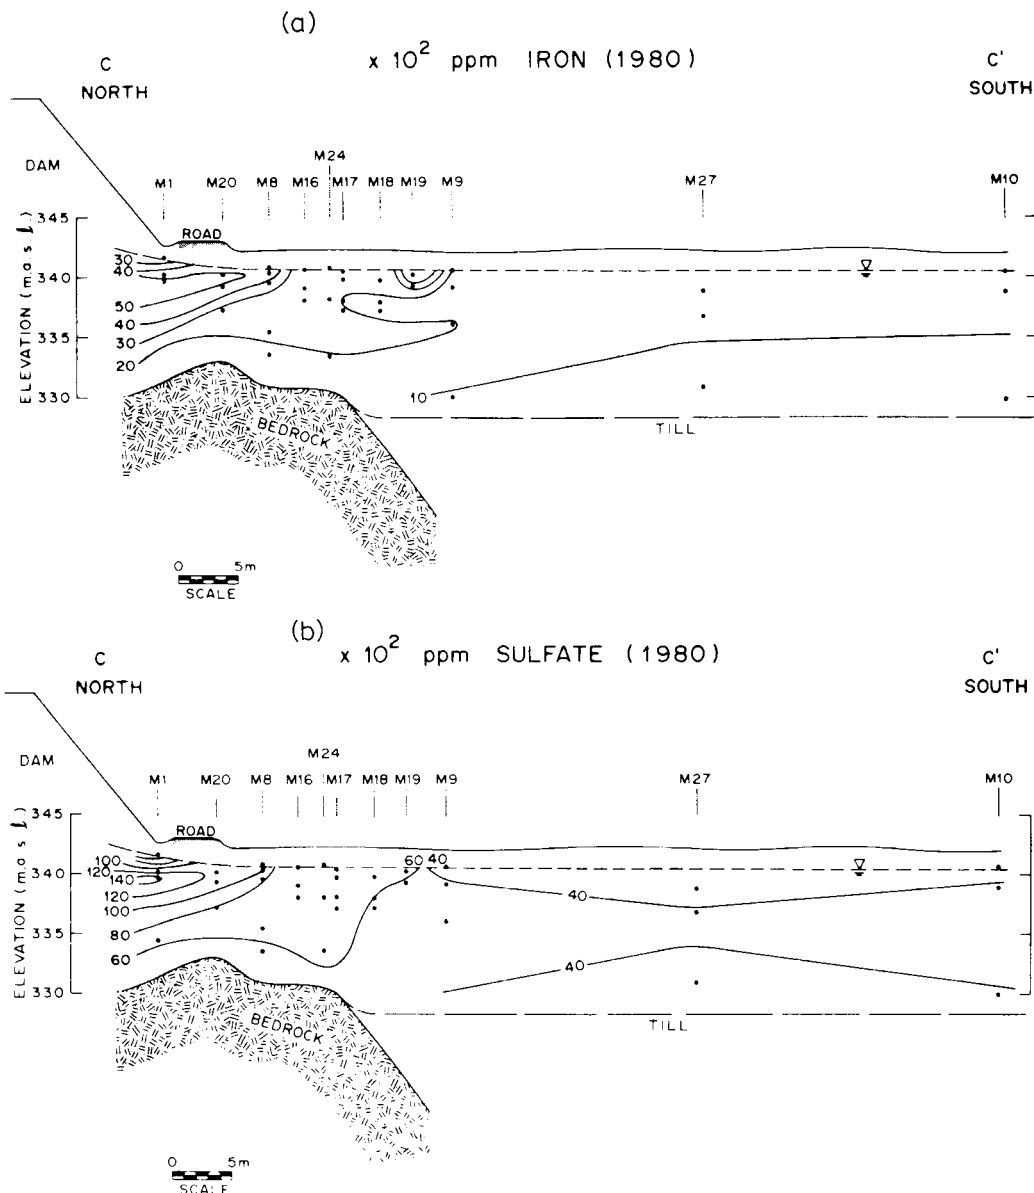 (a)
x 10² ppm IRON (1980)
C
NORTH
C'
SOUTH
DAM
M24
M1 M20 M8 M16 M17 M18 M19 M9 M27 M10
ROAD
ELEVATION (m.a.s.l.)
345
340
335
330
30
40
50
40
30
20
10
BEDROCK
TILL
0 5m
SCALE
(b)
x 10² ppm SULFATE (1980)
C
NORTH
C'
SOUTH
DAM
M24
M1 M20 M8 M16 M17 M18 M19 M9 M27 M10
ROAD
ELEVATION (m.a.s.l.)
345
340
335
330
100
120
140
120
100
80
60
60 40
40
40
BEDROCK
TILL
0 5m
SCALE